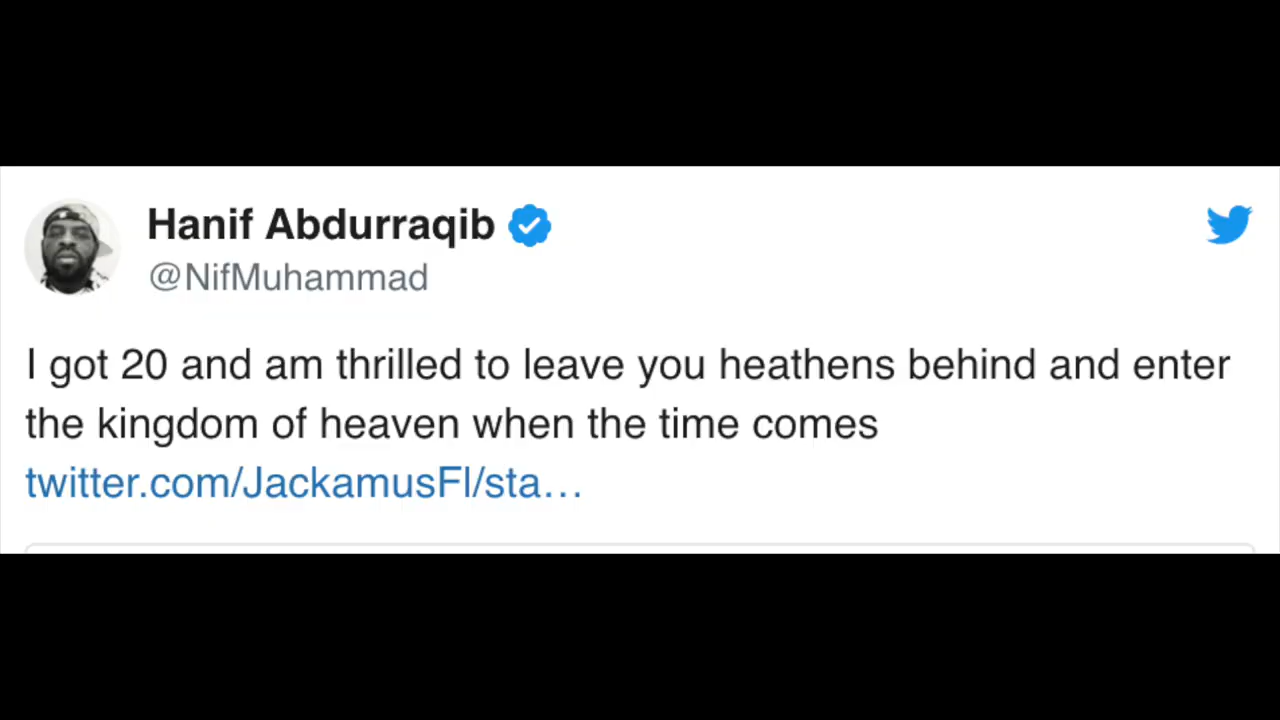 Hanif Abdurraqib
@NifMuhammad
I got 20 and am thrilled to leave you heathens behind and enter
the kingdom of heaven when the time comes
twitter.com/JackamusFl/sta…